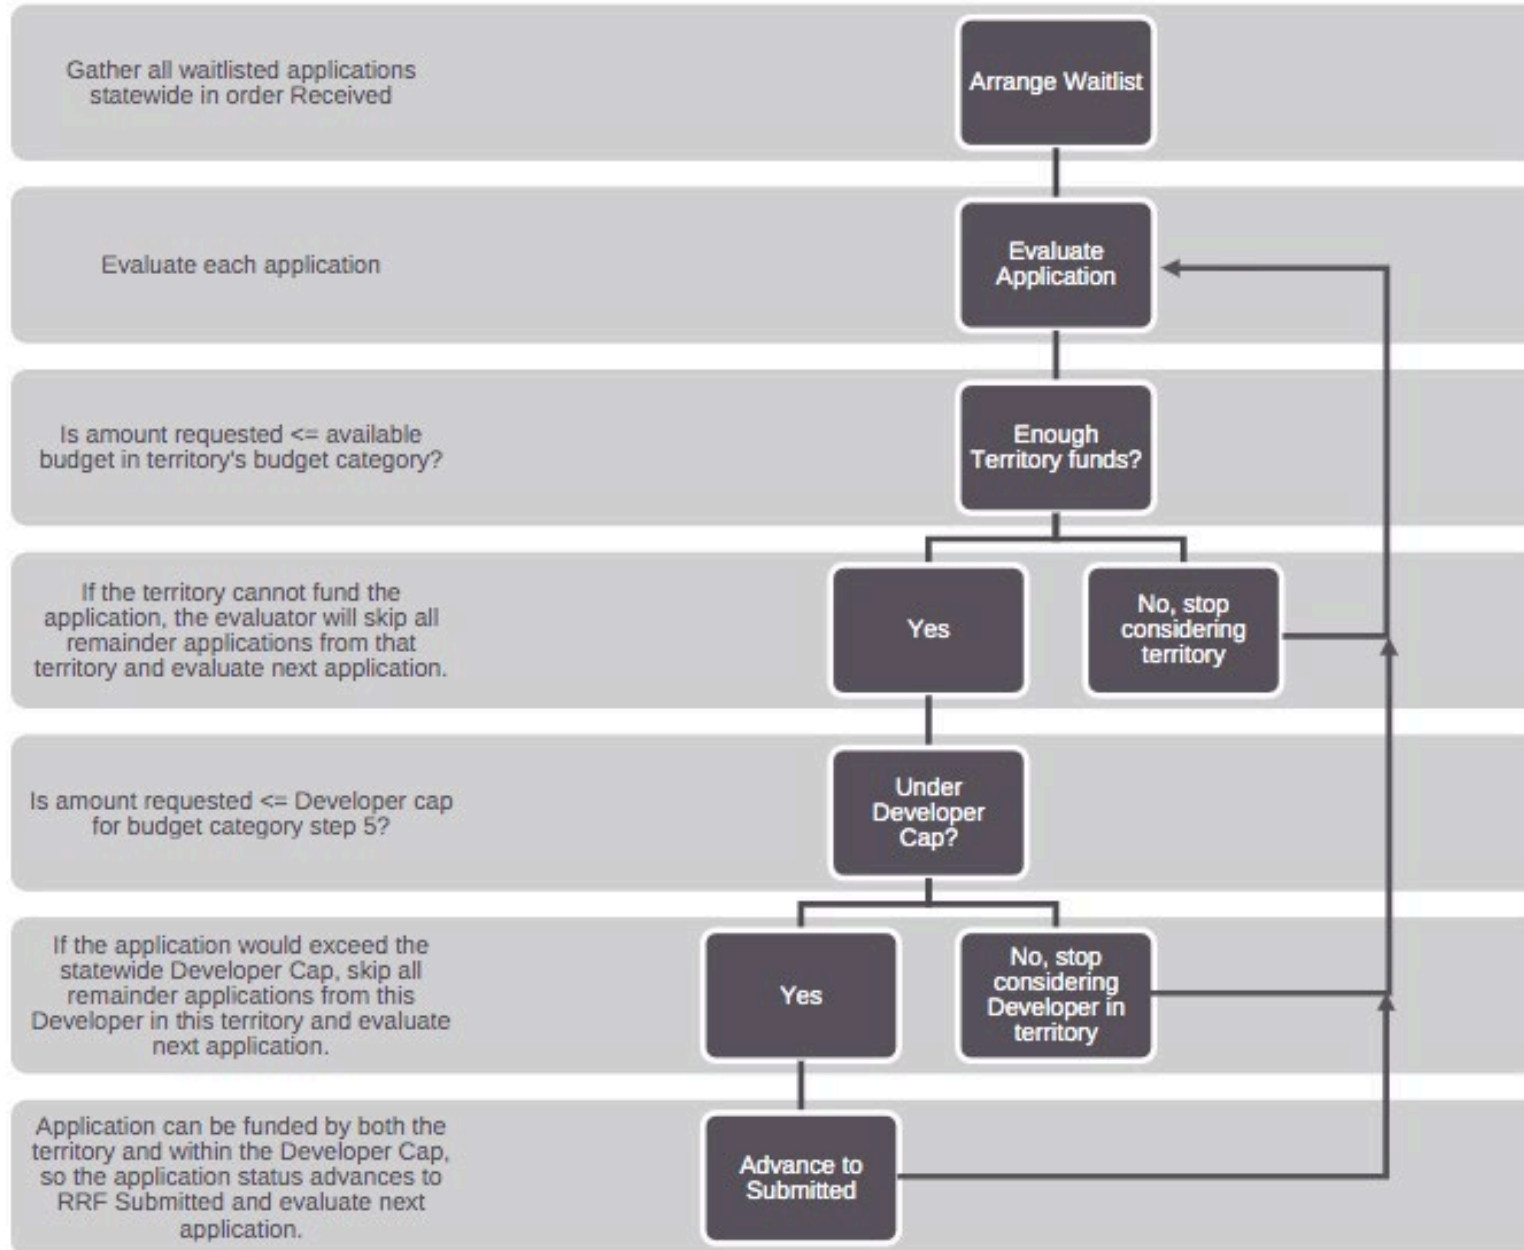 Gather all waitlisted applications
statewide in order Received
Arrange Waitlist
Evaluate each application
Evaluate
Application
Is amount requested <= available
budget in territory's budget category?
Enough
Territory funds?
If the territory cannot fund the
application, the evaluator will skip all
remainder applications from that
territory and evaluate next application.
Yes
No, stop
considering
territory
Is amount requested <= Developer cap
for budget category step 5?
Under
Developer
Cap?
If the application would exceed the
statewide Developer Cap, skip all
remainder applications from this
Developer in this territory and evaluate
next application.
Yes
No, stop
considering
Developer in
territory
Application can be funded by both the
territory and within the Developer Cap,
so the application status advances to
RRF Submitted and evaluate next
application.
Advance to
Submitted